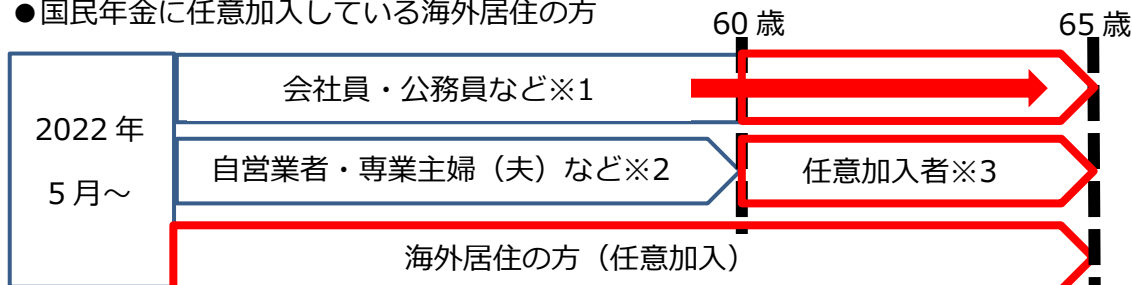 ●国民年金に任意加入している海外居住の方
60 歳
65 歳
会社員・公務員など※1
2022 年
5 月～
自営業者・専業主婦（夫）など※2
任意加入者※3
海外居住の方（任意加入）